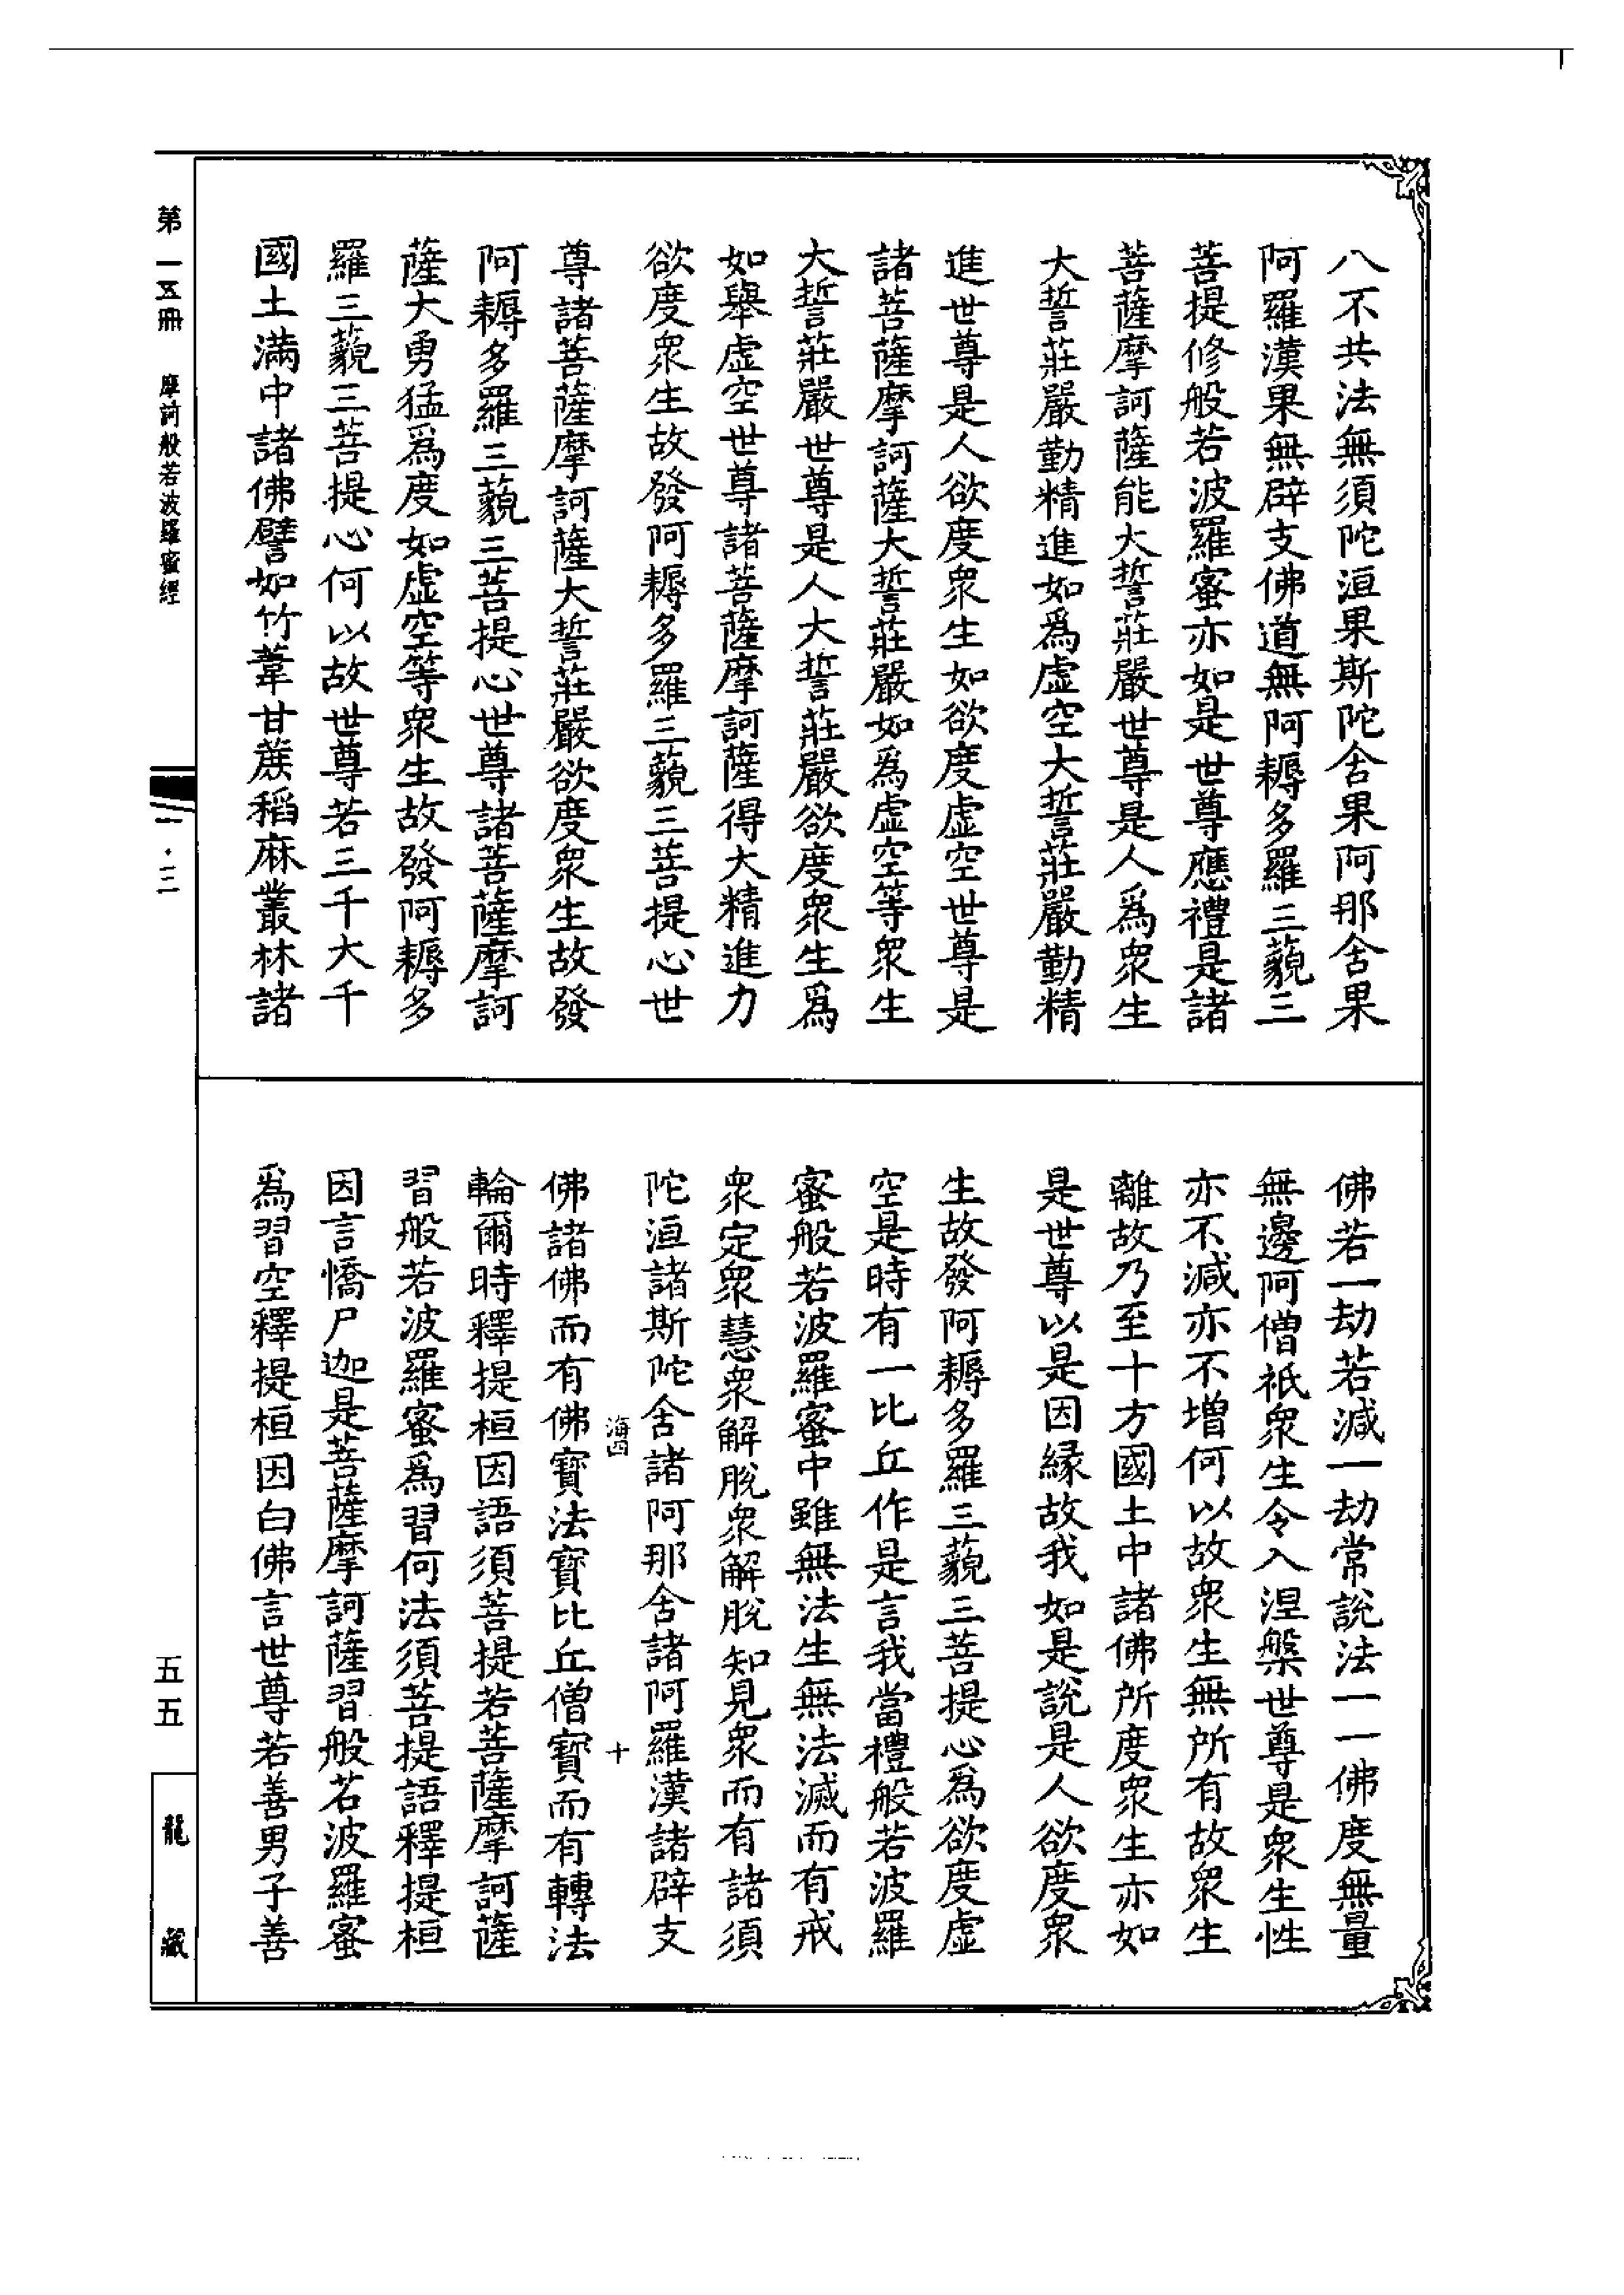 八不共法無須陀洹果斯陀舍果阿那舍果
阿羅漢果無辟支佛道無阿耨多羅三藐三
菩提修般若波羅蜜亦如是世尊應禮是諸
菩薩摩訶薩能大誓莊嚴世尊是人爲衆生
大誓莊嚴勤精進如爲虛空大誓莊嚴勤精
進世尊是人欲度衆生如欲度虛空世尊是
諸菩薩摩訶薩大誓莊嚴如爲虛空等衆生
大誓莊嚴世尊是人大誓莊嚴欲度衆生爲
如舉虛空世尊諸菩薩摩訶薩得大精進力
欲度衆生故發阿耨多羅三藐三菩提心世
尊諸菩薩摩訶薩大誓莊嚴欲度衆生故發
阿耨多羅三藐三菩提心世尊諸菩薩摩訶
薩大勇猛爲度如虛空等衆生故發阿耨多
羅三藐三菩提心何以故世尊若三千大千
國土滿中諸佛譬如竹葦甘蔗稻麻叢林諸
佛若一劫若減一劫常說法一一佛度無量
無邊阿僧祇衆生令入涅槃世尊是衆生性
亦不減亦不增何以故衆生無所有故衆生
離故乃至十方國土中諸佛所度衆生亦如
是世尊以是因緣故我如是說是人欲度衆
生故發阿耨多羅三藐三菩提心爲欲度虛
空是時有一比丘作是言我當禮般若波羅
蜜般若波羅蜜中雖無法生無法滅而有戒
衆定衆慧衆解脫衆解脫知見衆而有諸須
陀洹諸斯陀舍諸阿那舍諸阿羅漢諸辟支
海四 十
佛諸佛而有佛寶法寶比丘僧寶而有轉法
輪爾時釋提桓因語須菩提若菩薩摩訶薩
習般若波羅蜜爲習何法須菩提語釋提桓
因言憍尸迦是菩薩摩訶薩習般若波羅蜜
爲習空釋提桓因白佛言世尊若善男子善
第一五冊 摩訶般若波羅蜜經
一·三
五五
龍藏